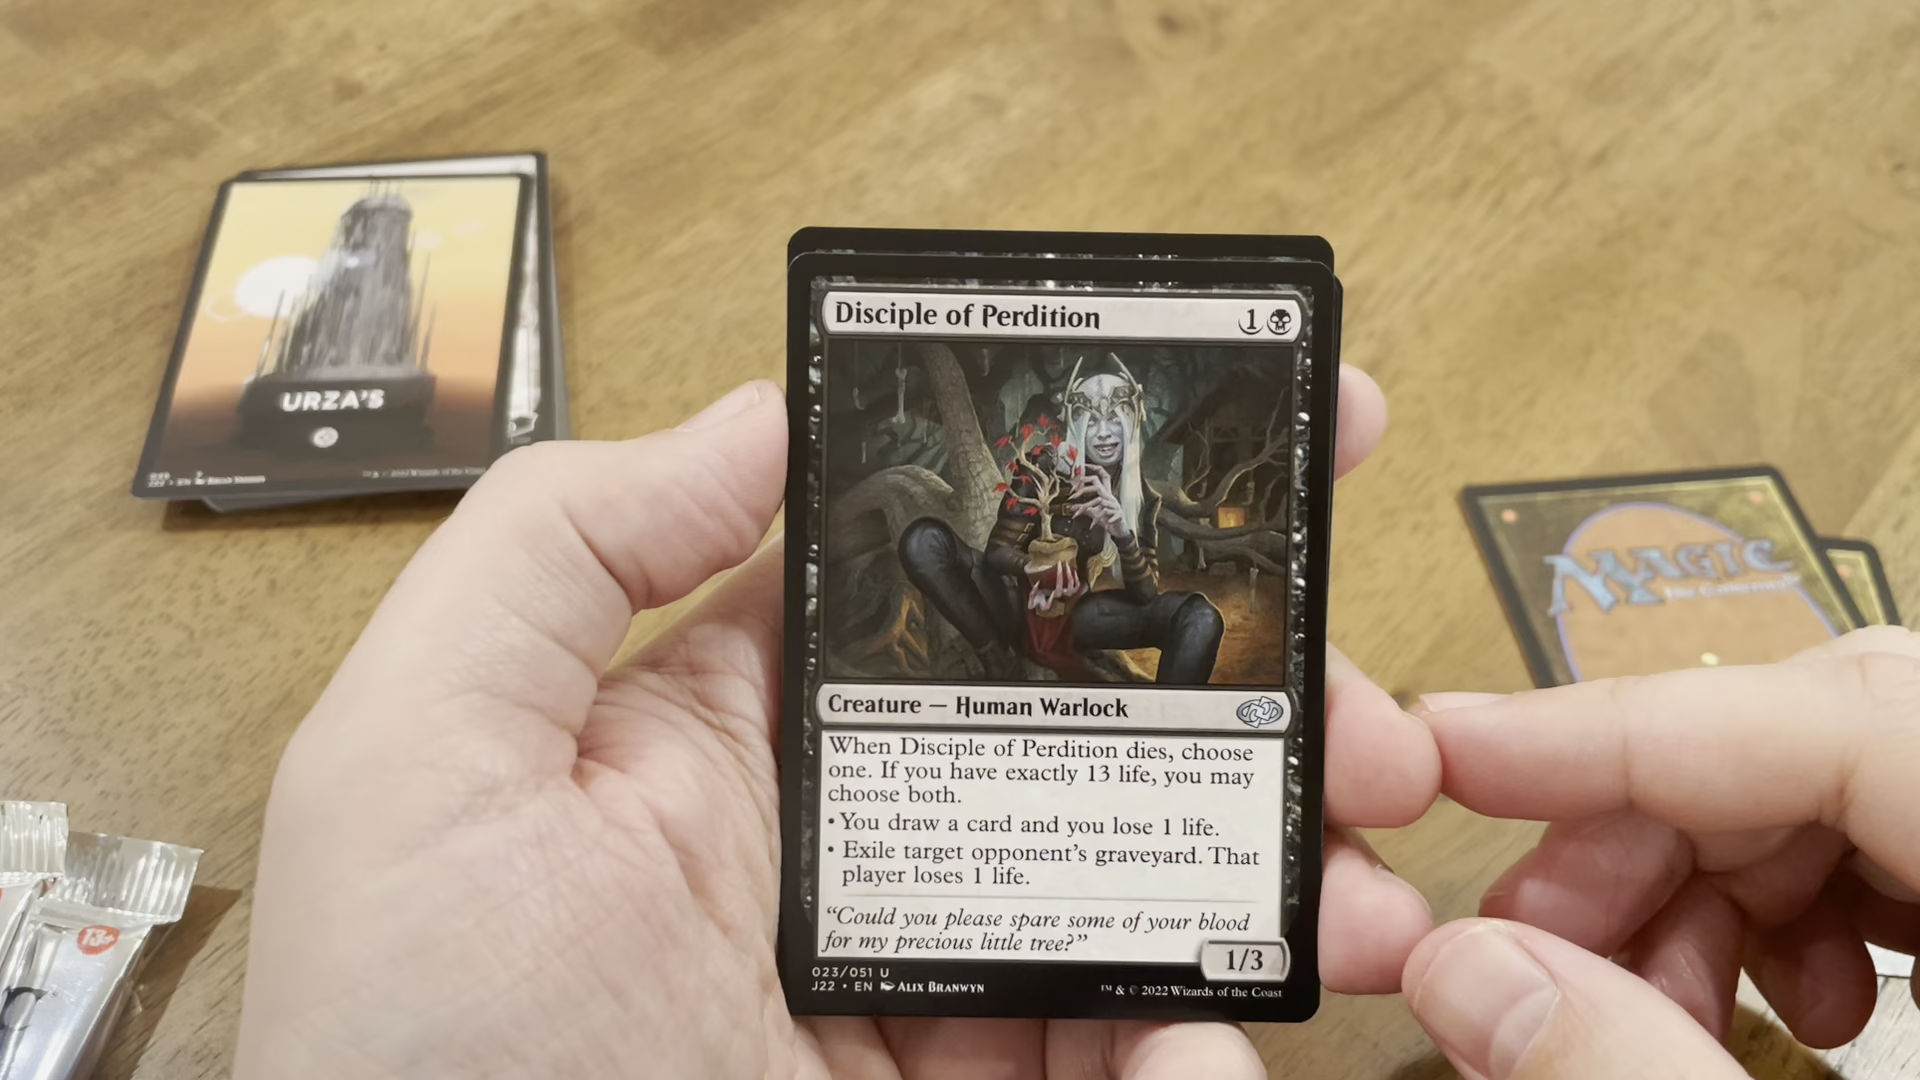 URZA'S
Disciple of Perdition 1
Creature — Human Warlock
When Disciple of Perdition dies, choose
one. If you have exactly 13 life, you may
choose both.
• You draw a card and you lose 1 life.
• Exile target opponent's graveyard. That
player loses 1 life.
"Could you please spare some of your blood
for my precious little tree?"
1/3
023/051 U
J22 • EN ALIX BRANWYN
™ & © 2022 Wizards of the Coast
MAGIC
The Gathering
13+